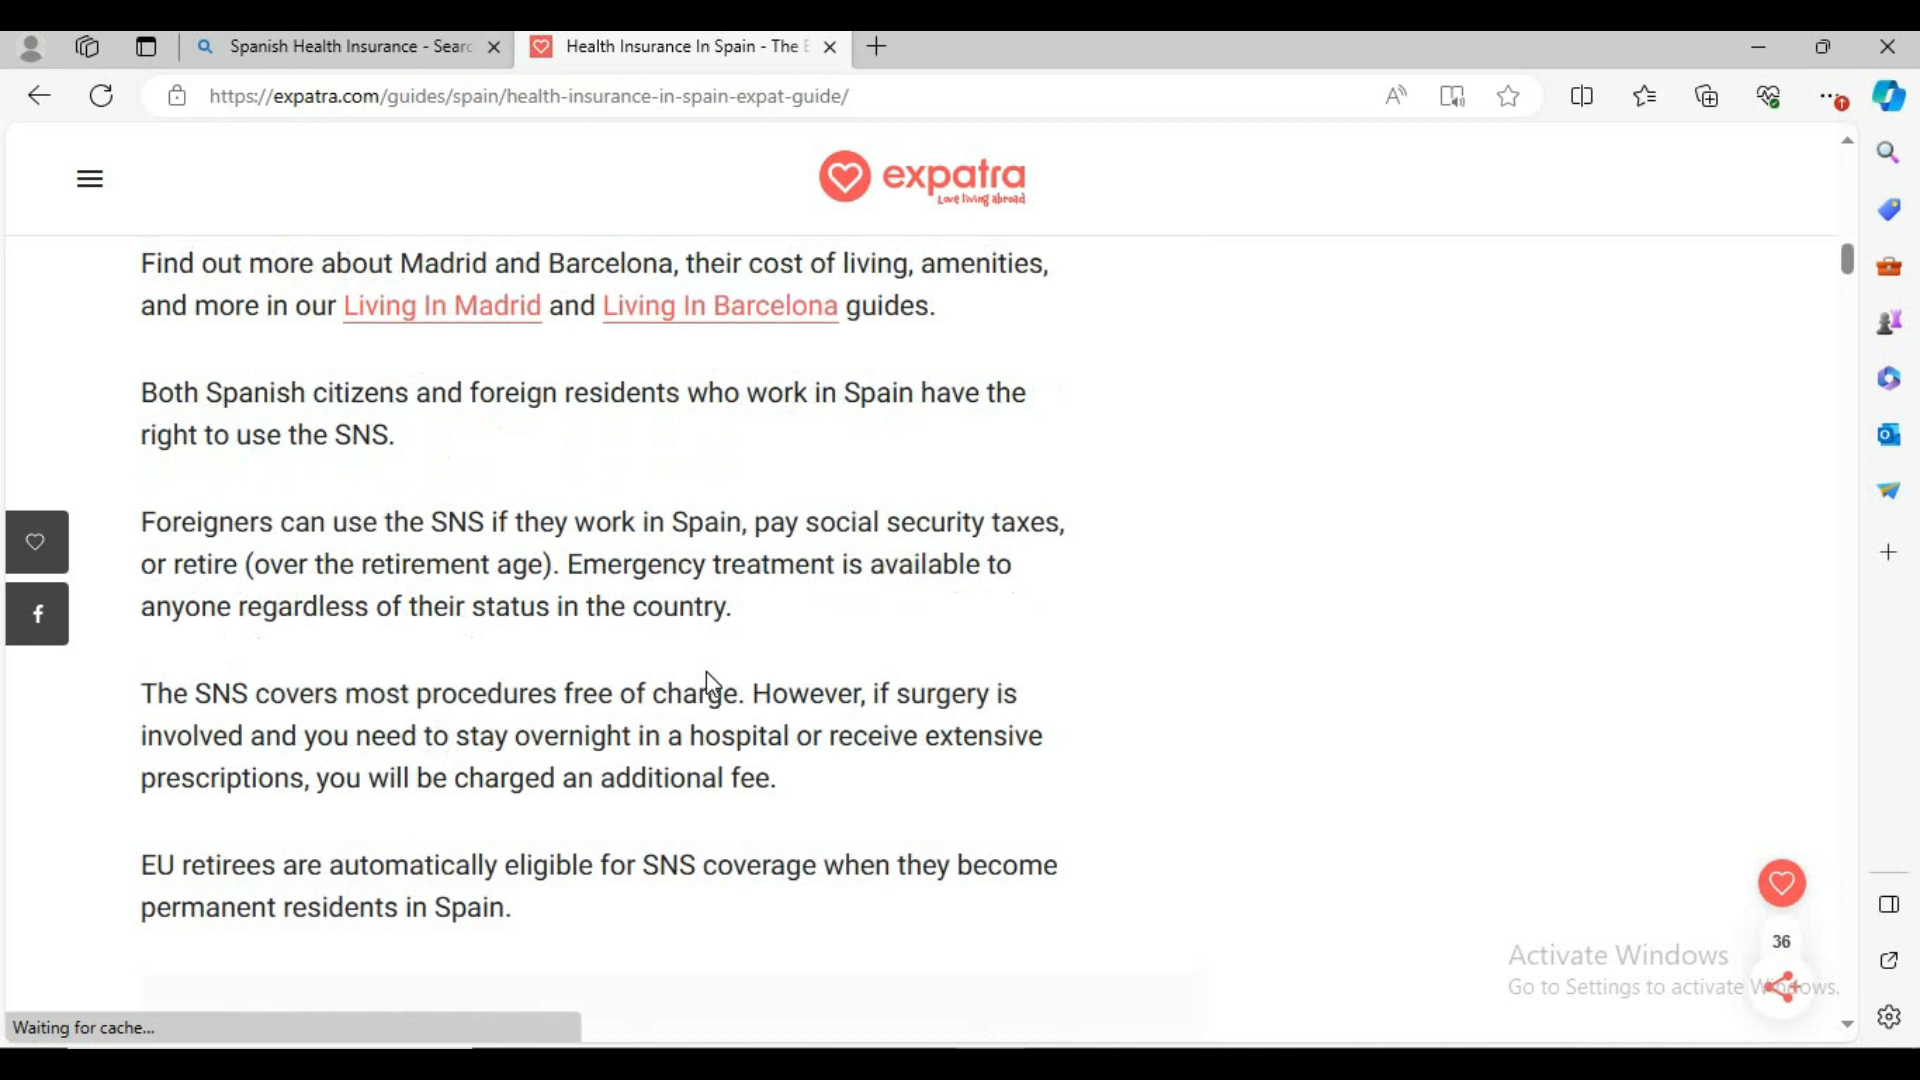 Spanish Health Insurance - Searc
Health Insurance In Spain - The E
https://expatra.com/guides/spain/health-insurance-in-spain-expat-guide/
expatra
Love living abroad
Find out more about Madrid and Barcelona, their cost of living, amenities,
and more in our Living In Madrid and Living In Barcelona guides.
Both Spanish citizens and foreign residents who work in Spain have the
right to use the SNS.
Foreigners can use the SNS if they work in Spain, pay social security taxes,
or retire (over the retirement age). Emergency treatment is available to
anyone regardless of their status in the country.
The SNS covers most procedures free of charge. However, if surgery is
involved and you need to stay overnight in a hospital or receive extensive
prescriptions, you will be charged an additional fee.
EU retirees are automatically eligible for SNS coverage when they become
permanent residents in Spain.
36
Activate Windows
Go to Settings to activate Windows.
Waiting for cache...